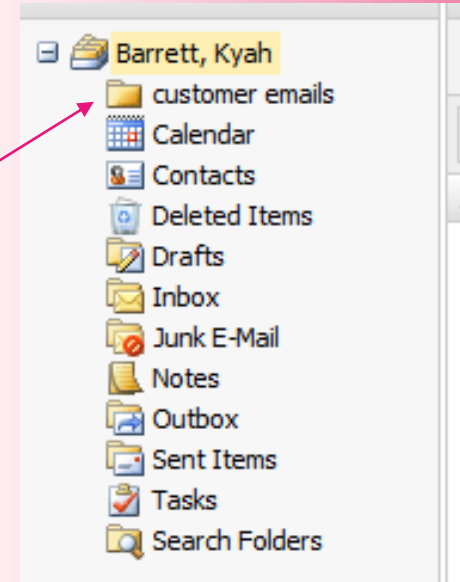 Barrett, Kyah
customer emails
Calendar
Contacts
Deleted Items
Drafts
Inbox
Junk E-Mail
Notes
Outbox
Sent Items
Tasks
Search Folders